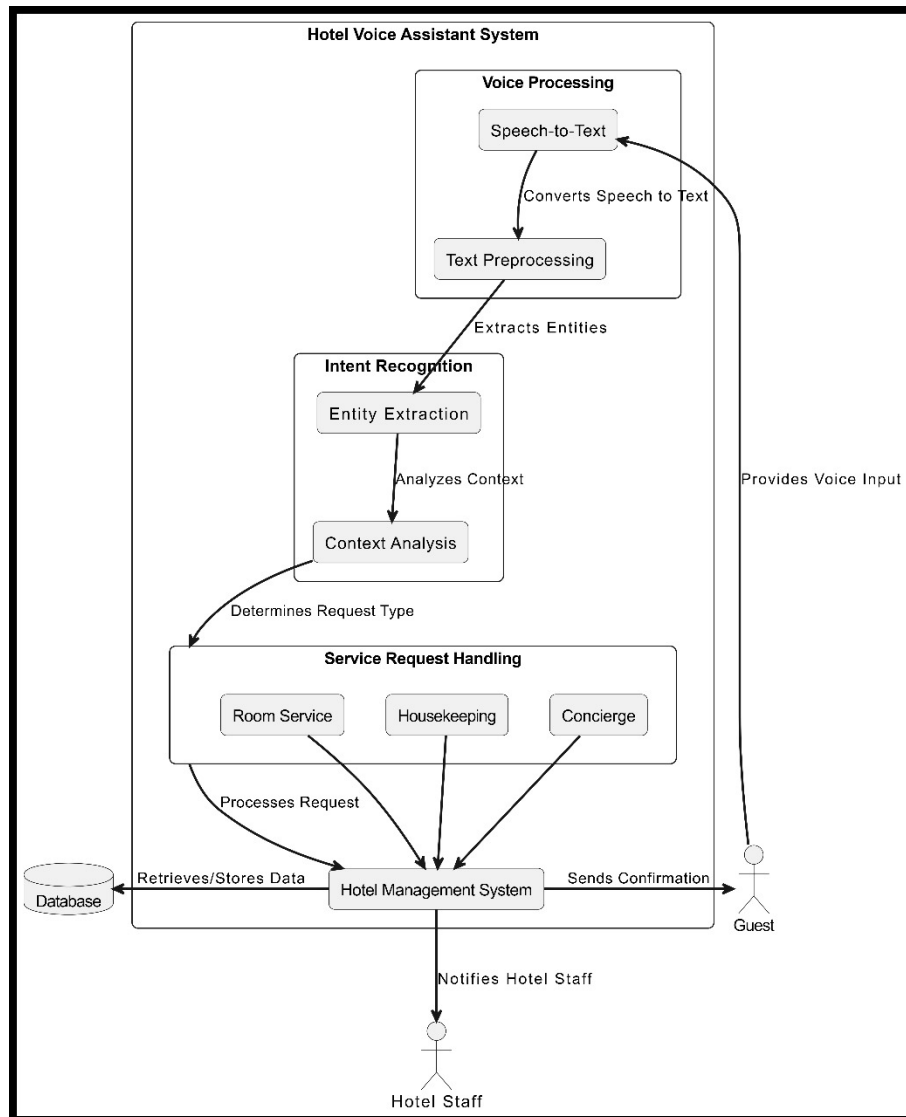 Hotel Voice Assistant System
Voice Processing
Speech-to-Text
Converts Speech to Text
Text Preprocessing
Extracts Entities
Intent Recognition
Entity Extraction
Analyzes Context
Provides Voice Input
Context Analysis
Determines Request Type
Service Request Handling
Room Service
Housekeeping
Concierge
Processes Request
Retrieves/Stores Data
Sends Confirmation
Database
Hotel Management System
Guest
Notifies Hotel Staff
Hotel Staff